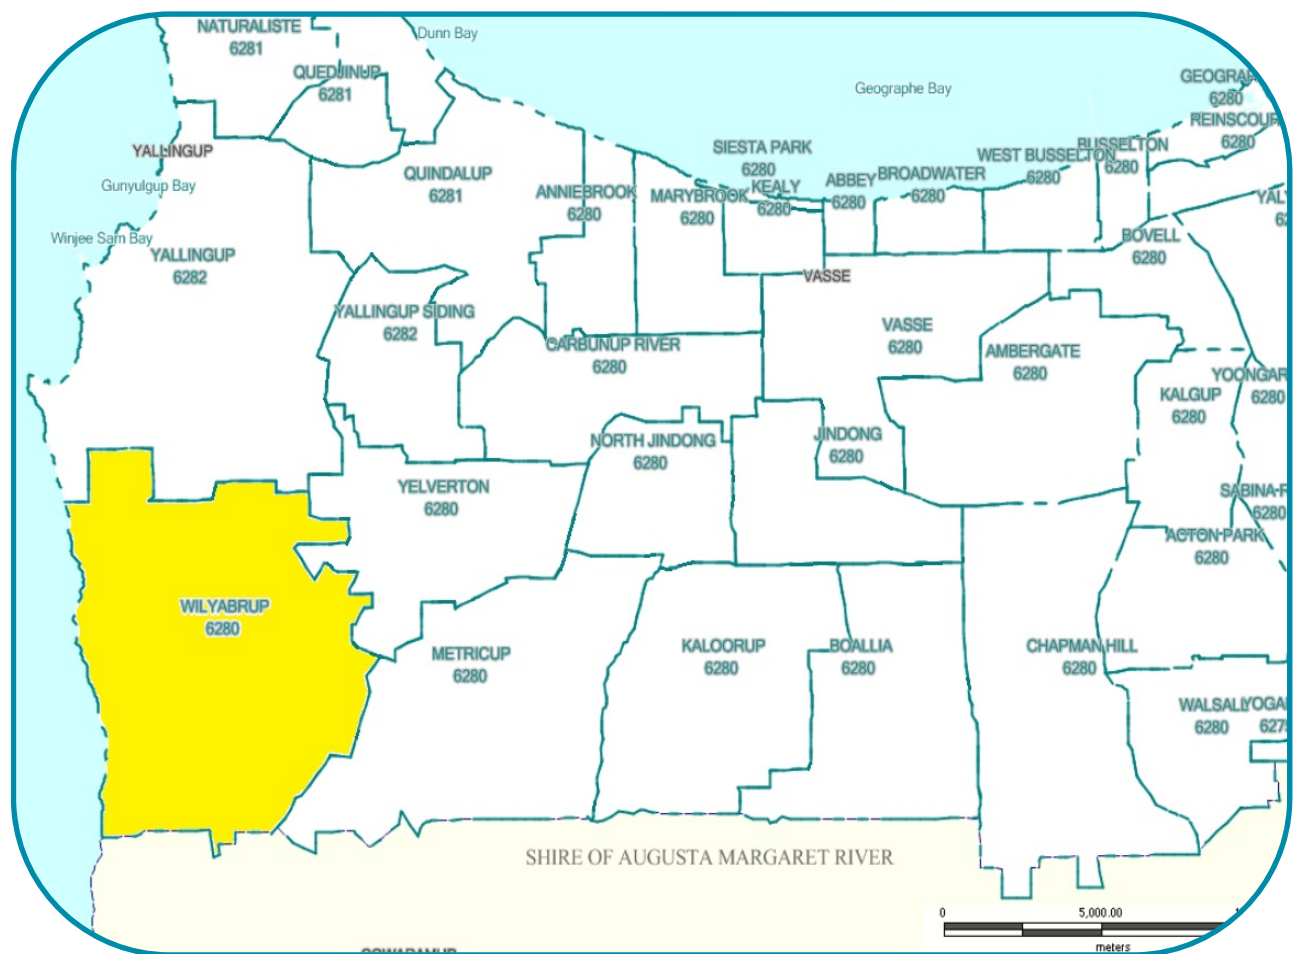 NATURALISTE
6281
Dunn Bay
QUEDJINUP
6281
Geographe Bay
6280
6280
YALLINGUP
SIESTA PARK
6280
BUSSELTON
6280
WEST BUSSELTON
6280
Gunyulgup Bay
QUINDALUP
6281
ANNIEBROOK
6280
MARYBROOK
6280
KEALY
6280
ABBEY
6280
BROADWATER
6280
Winjee Sam Bay
YALLINGUP
6282
BOVELL
6280
VASSE
YALLINGUP SIDING
6282
VASSE
6280
CARBUNUP RIVER
6280
AMBERGATE
6280
KALGUP
6280
6280
NORTH JINDONG
6280
JINDONG
6280
YELVERTON
6280
6280
ACTON PARK
6280
WILYABRUP
6280
METRICUP
6280
KALOORUP
6280
BOALLIA
6280
CHAPMAN HILL
6280
WALSALL
6280
SHIRE OF AUGUSTA MARGARET RIVER
0
5,000.00
meters